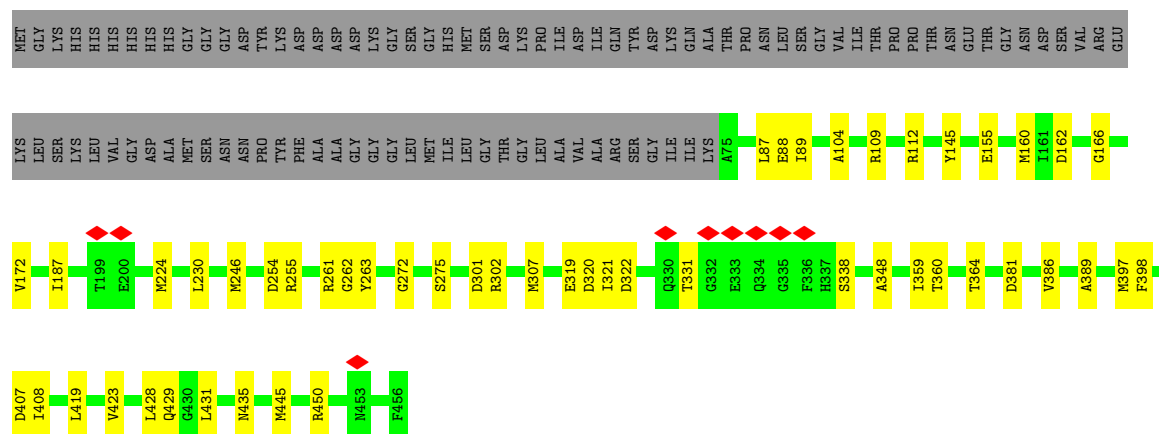 MET GLY LYS HIS HIS HIS HIS HIS HIS GLY GLY GLY ASP TYR LYS ASP ASP ASP ASP LYS GLY SER GLY HIS MET SER ASP LYS PRO ILE ASP ILE GLN TYR ASP LYS GLN ALA THR PRO ASN LEU SER GLY VAL ILE THR PRO PRO THR ASN GLU THR GLY ASN ASP SER VAL ARG GLU
LYS LEU SER LYS LEU VAL GLY ASP ALA MET SER ASN ASN PRO TYR PHE ALA ALA GLY GLY GLY LEU MET ILE LEU GLY THR GLY LEU ALA VAL ALA ARG SER GLY ILE ILE LYS A75 L87 E88 I89 A104 R109 R112 Y145 E155 M160 I161 D162 G166
V172 I187 T199 E200 M224 L230 M246 D254 R255 R261 G262 Y263 G272 S275 D301 R302 M307 E319 D320 I321 D322 Q330 T331 G332 E333 Q334 G335 F336 H337 S338 A348 I359 T360 T364 D381 V386 A389 M397 F398
D407 I408 L419 V423 L428 Q429 G430 L431 N435 M445 R450 N453 F456